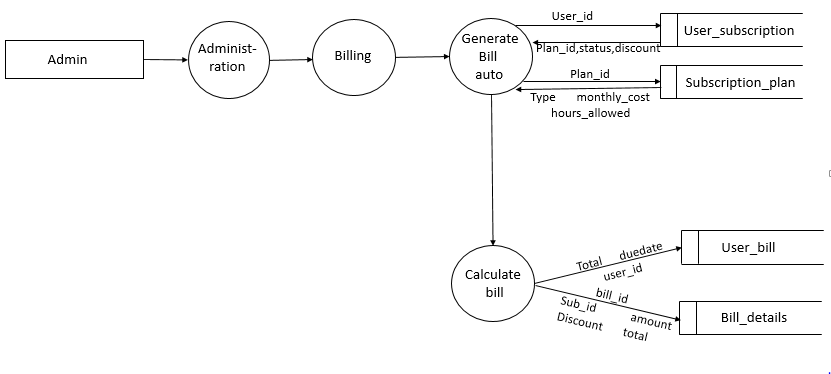 Admin
Administ-
ration
Billing
Generate
Bill
auto
User_id
Plan_id,status,discount
User_subscription
Plan_id
Type monthly_cost
hours_allowed
Subscription_plan
Calculate
bill
Total duedate
user_id
User_bill
bill_id
Sub_id amount
Discount total
Bill_details